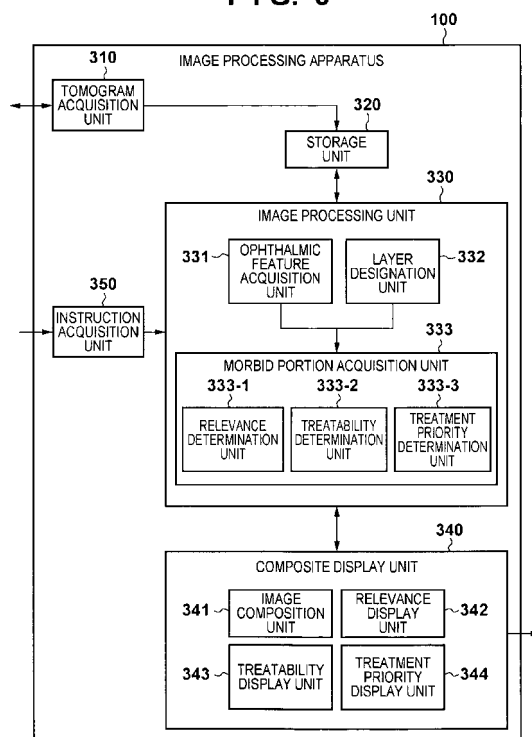 100
IMAGE PROCESSING APPARATUS
310
TOMOGRAM
ACQUISITION
UNIT
320
STORAGE
UNIT
330
IMAGE PROCESSING UNIT
331
OPHTHALMIC
FEATURE
ACQUISITION
UNIT
LAYER
DESIGNATION
UNIT
332
350
INSTRUCTION
ACQUISITION
UNIT
333
MORBID PORTION ACQUISITION UNIT
333-1
333-2
333-3
RELEVANCE
DETERMINATION
UNIT
TREATABILITY
DETERMINATION
UNIT
TREATMENT
PRIORITY
DETERMINATION
UNIT
340
COMPOSITE DISPLAY UNIT
341
IMAGE
COMPOSITION
UNIT
RELEVANCE
DISPLAY
UNIT
342
343
TREATABILITY
DISPLAY UNIT
TREATMENT
PRIORITY
DISPLAY UNIT
344